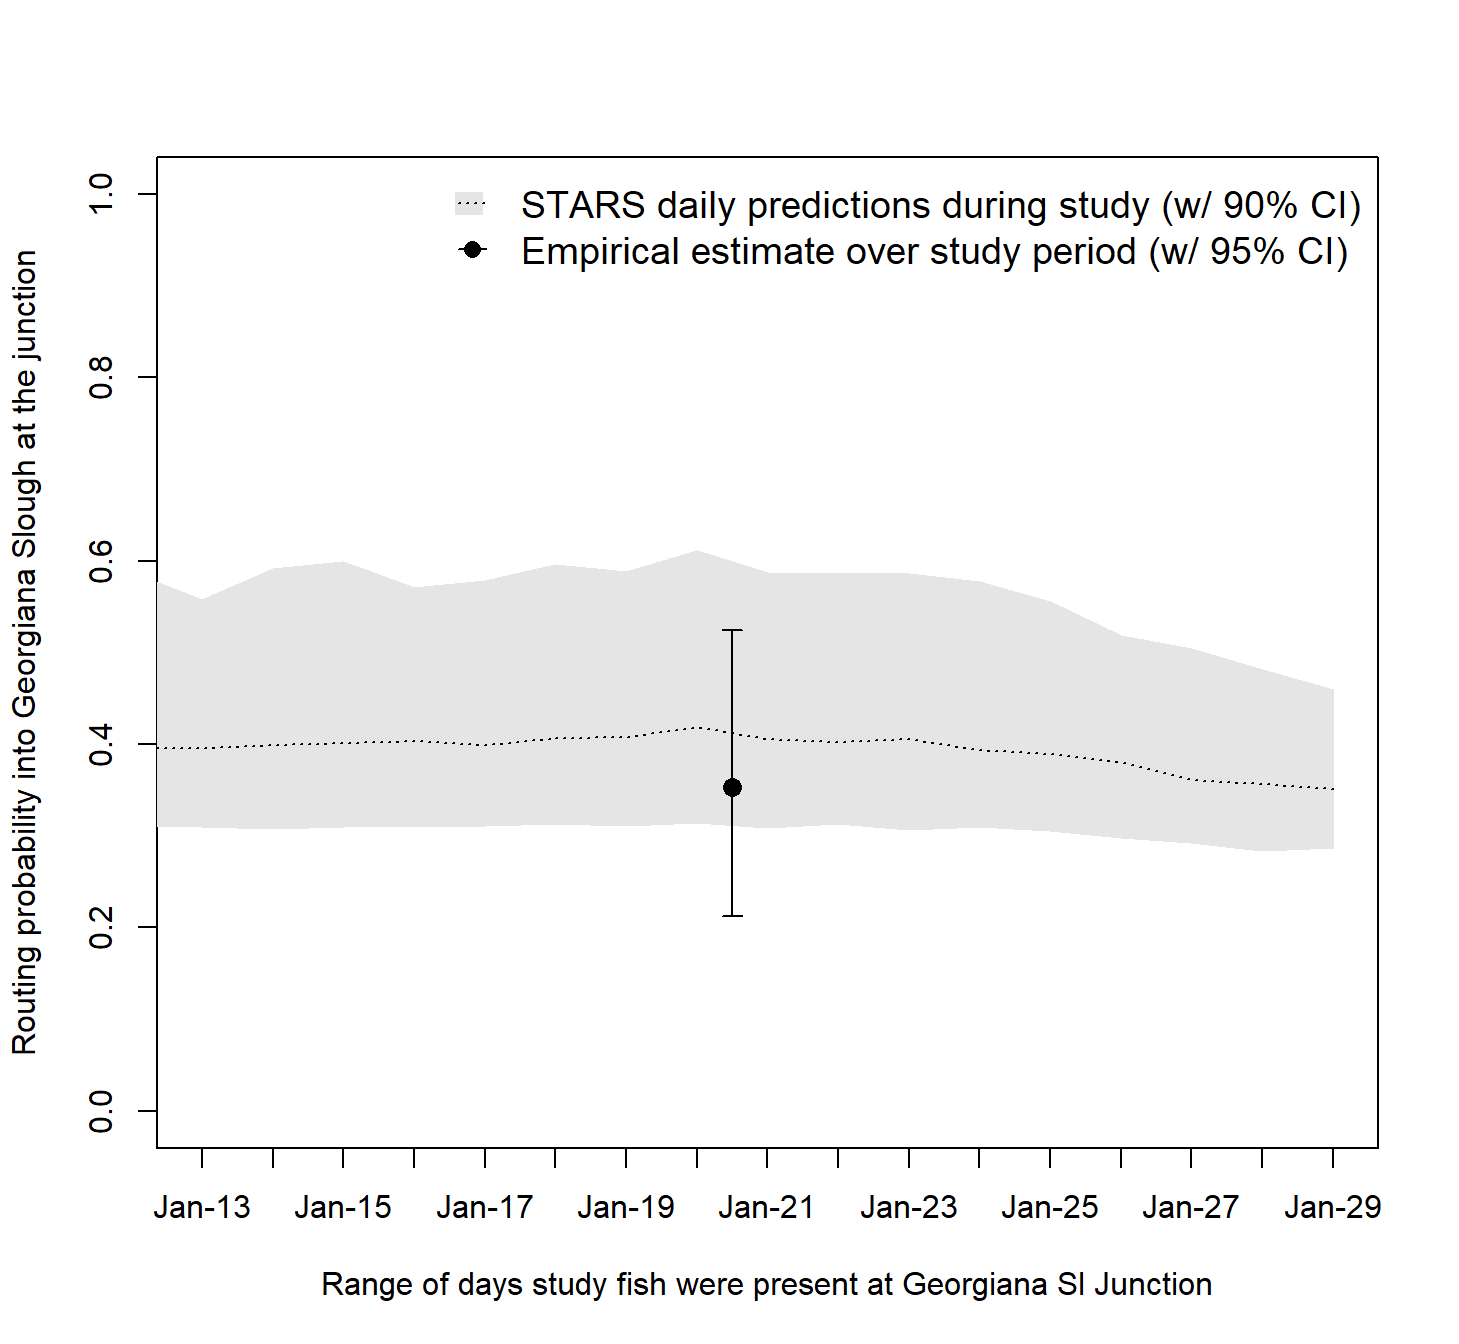 STARS daily predictions during study (w/ 90% CI)
Empirical estimate over study period (w/ 95% CI)
Routing probability into Georgiana Slough at the junction
1.0
0.8
0.6
0.4
0.2
0.0
Jan-13 Jan-15 Jan-17 Jan-19 Jan-21 Jan-23 Jan-25 Jan-27 Jan-29
Range of days study fish were present at Georgiana Sl Junction